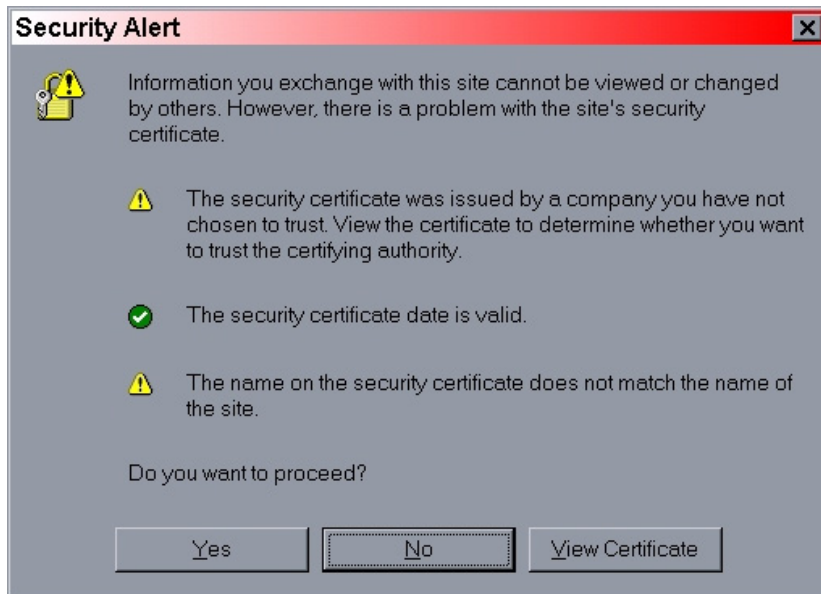 Security Alert
Information you exchange with this site cannot be viewed or changed
by others. However, there is a problem with the site's security
certificate.
The security certificate was issued by a company you have not
chosen to trust. View the certificate to determine whether you want
to trust the certifying authority.
The security certificate date is valid.
The name on the security certificate does not match the name of
the site.
Do you want to proceed?
Yes
No
View Certificate